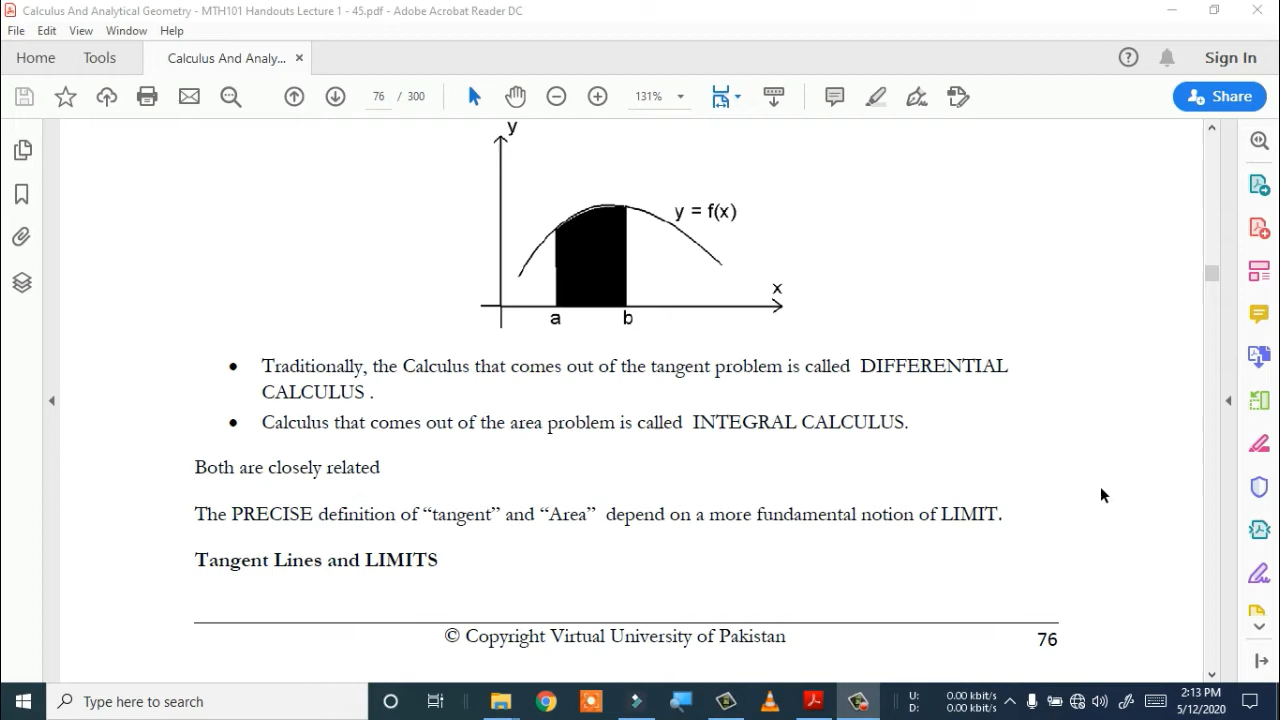 Calculus And Analytical Geometry - MTH101 Handouts Lecture 1 - 45.pdf - Adobe Acrobat Reader DC
File Edit View Window Help
Home Tools Calculus And Analy... × Sign In
76 / 300 131% Share
y
y = f(x)
x
a b
• Traditionally, the Calculus that comes out of the tangent problem is called DIFFERENTIAL
CALCULUS .
• Calculus that comes out of the area problem is called INTEGRAL CALCULUS.
Both are closely related
The PRECISE definition of “tangent” and “Area” depend on a more fundamental notion of LIMIT.
Tangent Lines and LIMITS
© Copyright Virtual University of Pakistan 76
Type here to search
U: 0.00 kbit/s
D: 0.00 kbit/s
2:13 PM
5/12/2020